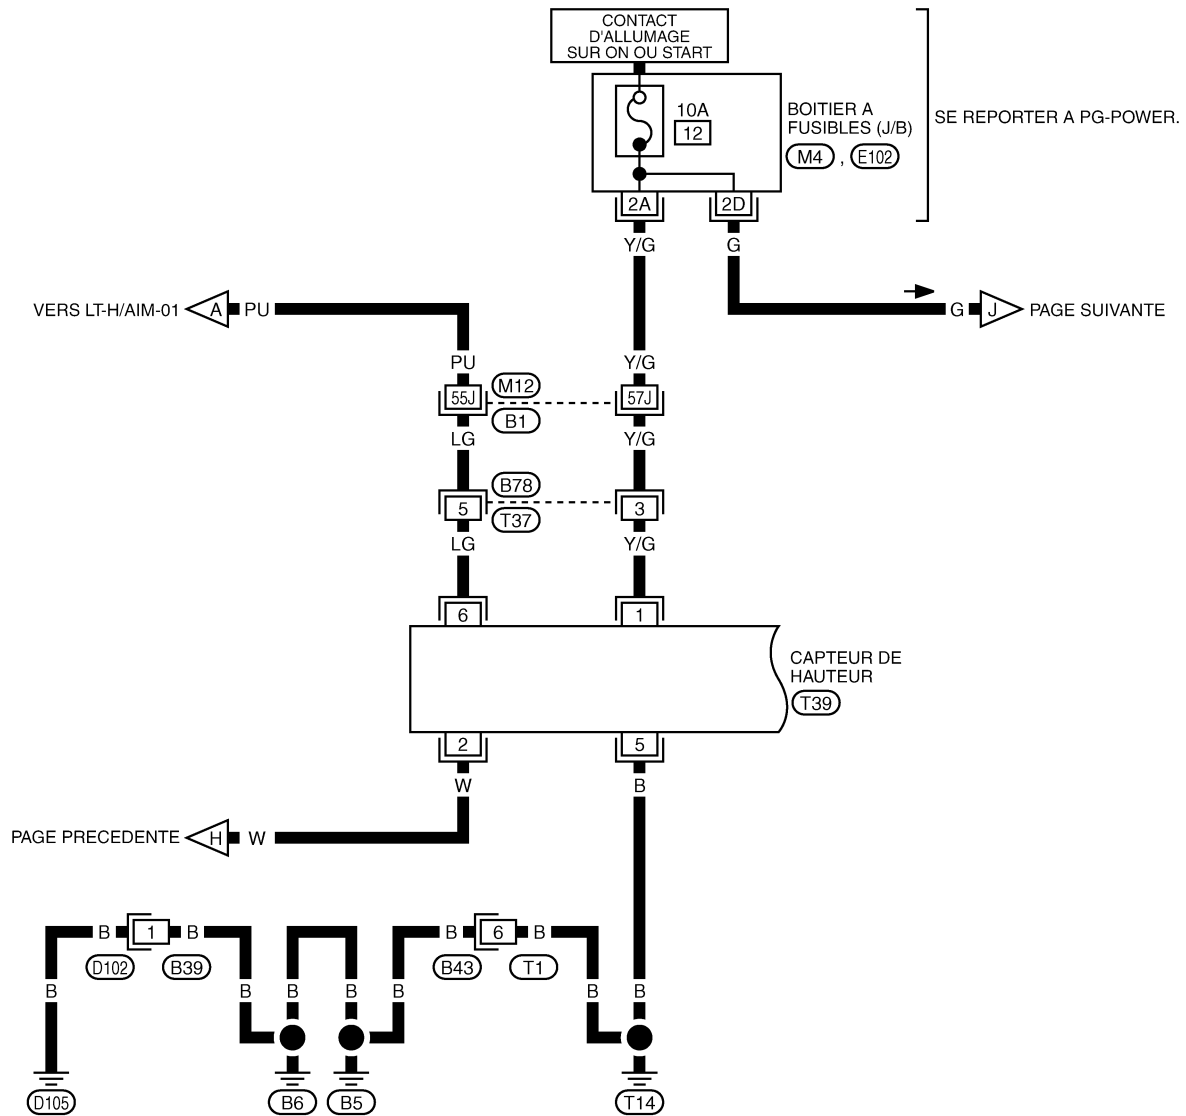 CONTACT
D'ALLUMAGE
SUR ON OU START
10A
12
BOITIER A
FUSIBLES (J/B)
M4 , E102
SE REPORTER A PG-POWER.
2A 2D
Y/G G
VERS LT-H/AIM-01 A PU
G J PAGE SUIVANTE
PU Y/G
55J M12 57J
B1
LG Y/G
B78
5 3
T37
LG Y/G
6 1
CAPTEUR DE
HAUTEUR
T39
2 5
W B
PAGE PRECEDENTE H W
B 1 B B 6 B
D102 B39 B43 T1
B B B B B B B
D105 B6 B5 T14